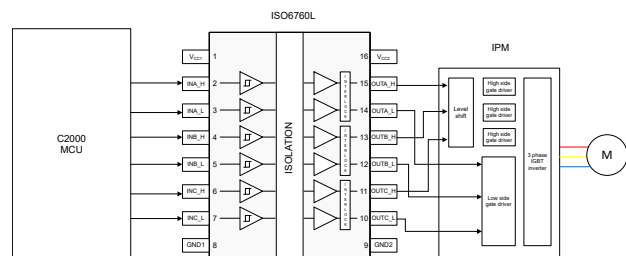 ISO6760L
IPM
C2000
MCU
VCC1
1
INA_H
2
INA_L
3
INB_H
4
INB_L
5
INC_H
6
INC_L
7
GND1
8
ISOLATION
INTERLOCK
INTERLOCK
INTERLOCK
16
VCC2
15
OUTA_H
14
OUTA_L
13
OUTB_H
12
OUTB_L
11
OUTC_H
10
OUTC_L
9
GND2
Level
shift
High side
gate driver
High side
gate driver
High side
gate driver
Low side
gate driver
3 phase
IGBT
inverter
M